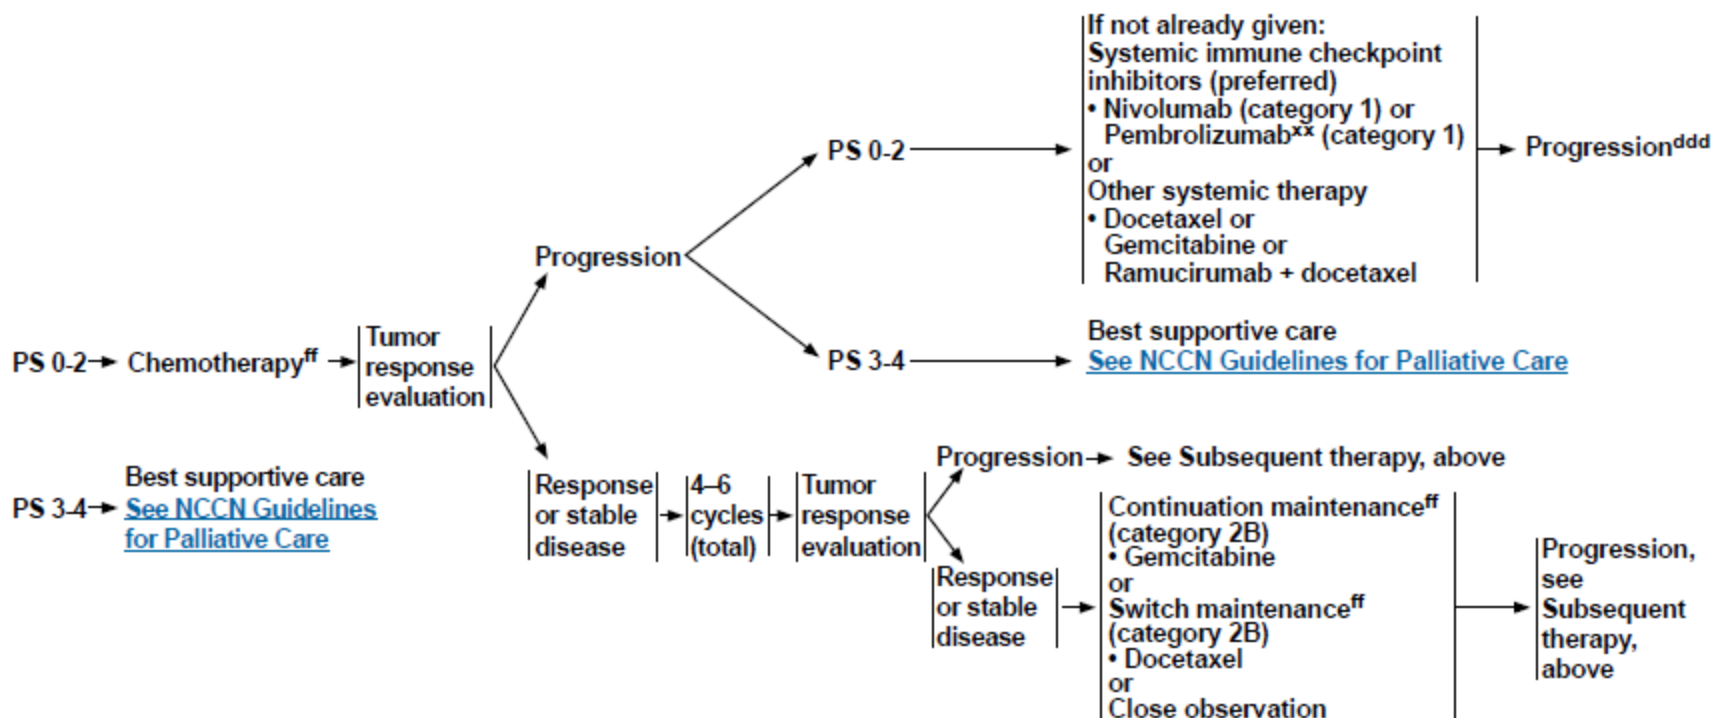 If not already given:
Systemic immune checkpoint
inhibitors (preferred)
• Nivolumab (category 1) or
Pembrolizumabxx (category 1)
or
Other systemic therapy
• Docetaxel or
Gemcitabine or
Ramucirumab + docetaxel
PS 0-2
Progressionddd
Progression
PS 3-4
Best supportive care
See NCCN Guidelines for Palliative Care
PS 0-2
Chemotherapyff
Tumor
response
evaluation
PS 3-4
Best supportive care
See NCCN Guidelines
for Palliative Care
Response
or stable
disease
4–6
cycles
(total)
Tumor
response
evaluation
Progression
See Subsequent therapy, above
Response
or stable
disease
Continuation maintenanceff
(category 2B)
• Gemcitabine
or
Switch maintenanceff
(category 2B)
• Docetaxel
or
Close observation
Progression,
see
Subsequent
therapy,
above